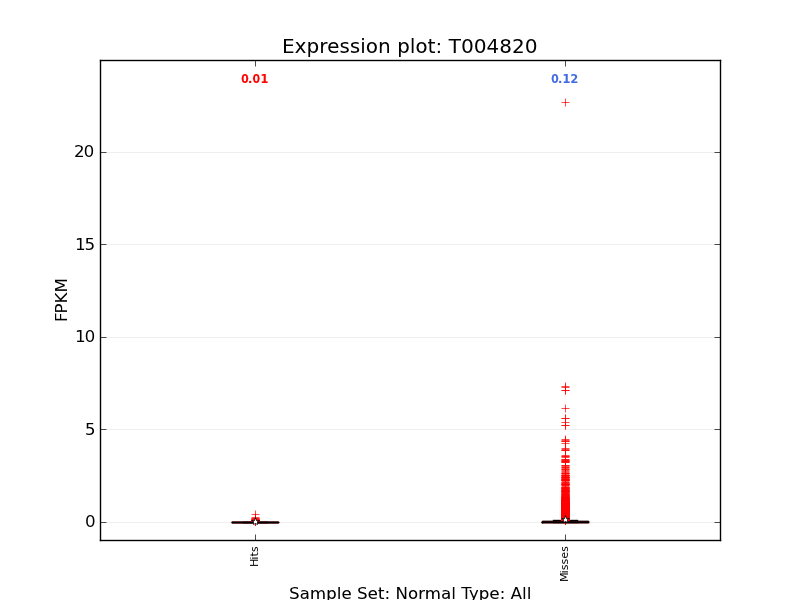 Expression plot: T004820
0.01 0.12
20
15
10
5
0
FPKM
Hits Misses
Sample Set: Normal Type: All